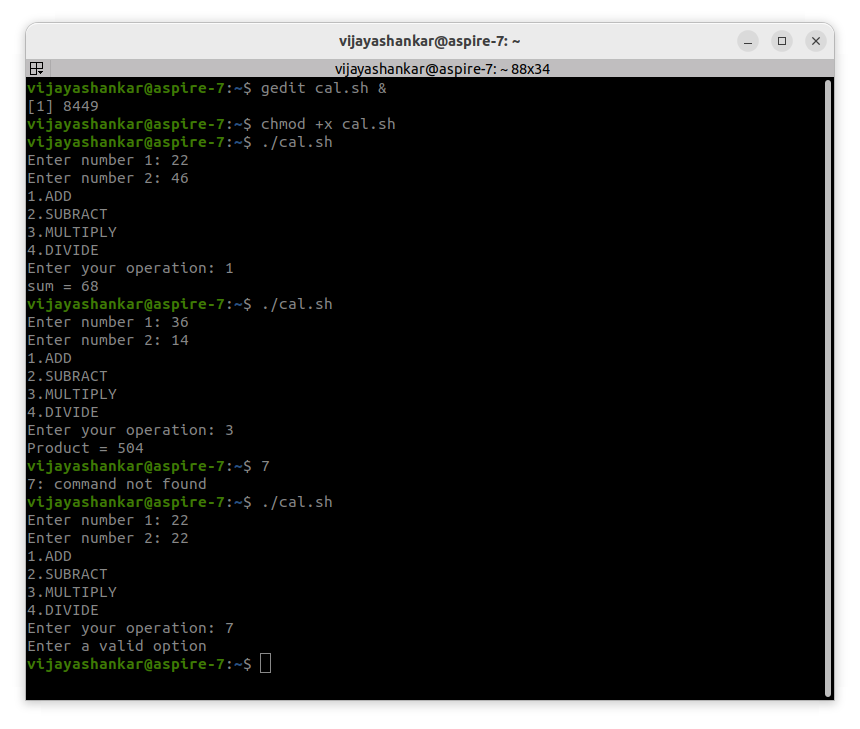 vijayashankar@aspire-7: ~
vijayashankar@aspire-7: ~ 88x34
vijayashankar@aspire-7:~$ gedit cal.sh &
[1] 8449
vijayashankar@aspire-7:~$ chmod +x cal.sh
vijayashankar@aspire-7:~$ ./cal.sh
Enter number 1: 22
Enter number 2: 46
1.ADD
2.SUBRACT
3.MULTIPLY
4.DIVIDE
Enter your operation: 1
sum = 68
vijayashankar@aspire-7:~$ ./cal.sh
Enter number 1: 36
Enter number 2: 14
1.ADD
2.SUBRACT
3.MULTIPLY
4.DIVIDE
Enter your operation: 3
Product = 504
vijayashankar@aspire-7:~$ 7
7: command not found
vijayashankar@aspire-7:~$ ./cal.sh
Enter number 1: 22
Enter number 2: 22
1.ADD
2.SUBRACT
3.MULTIPLY
4.DIVIDE
Enter your operation: 7
Enter a valid option
vijayashankar@aspire-7:~$